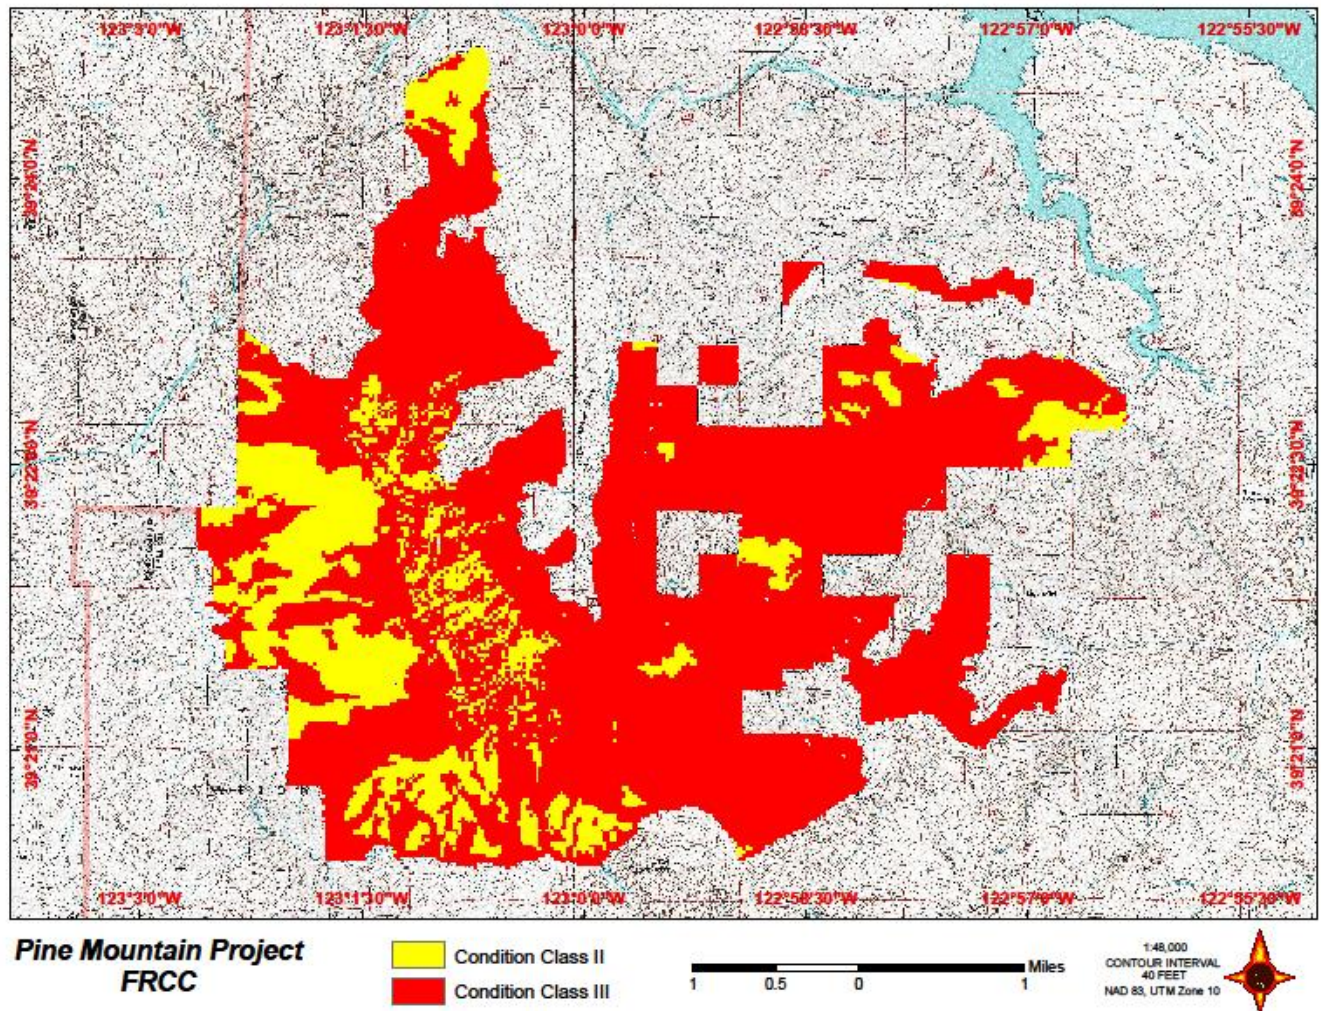 123°3'0"W 123°1'30"W 123°0'0"W 122°58'30"W 122°57'0"W 122°55'30"W
39°24'0"N 39°24'0"N
39°22'30"N 39°22'30"N
39°21'0"N 39°21'0"N
123°3'0"W 123°1'30"W 123°0'0"W 122°58'30"W 122°57'0"W 122°55'30"W
Pine Mountain Project
FRCC
Condition Class II
Condition Class III
Miles
1 0.5 0 1
1:48,000
CONTOUR INTERVAL
40 FEET
NAD 83, UTM Zone 10